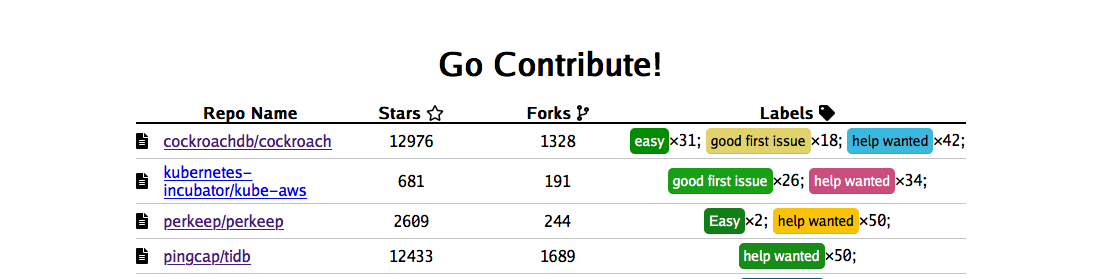 Go Contribute!
Repo Name Stars Forks Labels
cockroachdb/cockroach 12976 1328 easy×31; good first issue×18; help wanted×42;
kubernetes-
incubator/kube-aws 681 191 good first issue×26; help wanted×34;
perkeep/perkeep 2609 244 Easy×2; help wanted×50;
pingcap/tidb 12433 1689 help wanted×50;